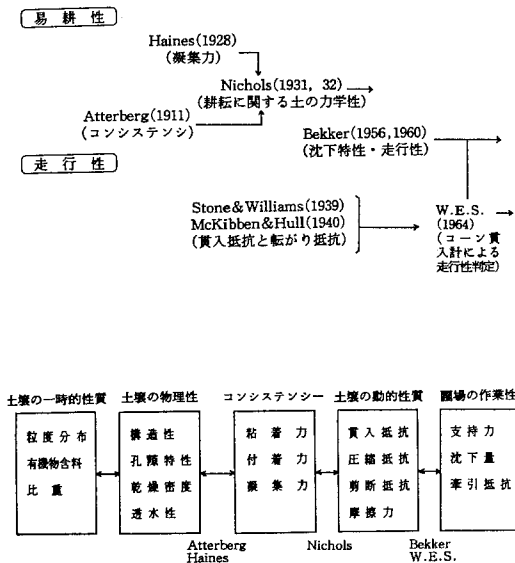 易耕性
Haines(1928)
(凝集力)
Nichols(1931, 32)
(耕耘に関する土の力学性)
Atterberg(1911)
(コンシステンシ)
Bekker(1956,1960)
(沈下特性・走行性)
走行性
Stone&Williams(1939)
McKibben&Hull(1940)
(貫入抵抗と転がり抵抗)
W.E.S.
(1964)
(コーン貫
入計による
走行性判定)
土壌の一時的性質
粒度分布
有機物含料
比重
土壌の物理性
構造性
孔隙特性
乾燥密度
透水性
コンシステンシー
粘着力
付着力
凝集力
土壌の動的性質
貫入抵抗
圧縮抵抗
剪断抵抗
摩擦力
圃場の作業性
支持力
沈下量
牽引抵抗
Atterberg
Haines
Nichols
Bekker
W.E.S.